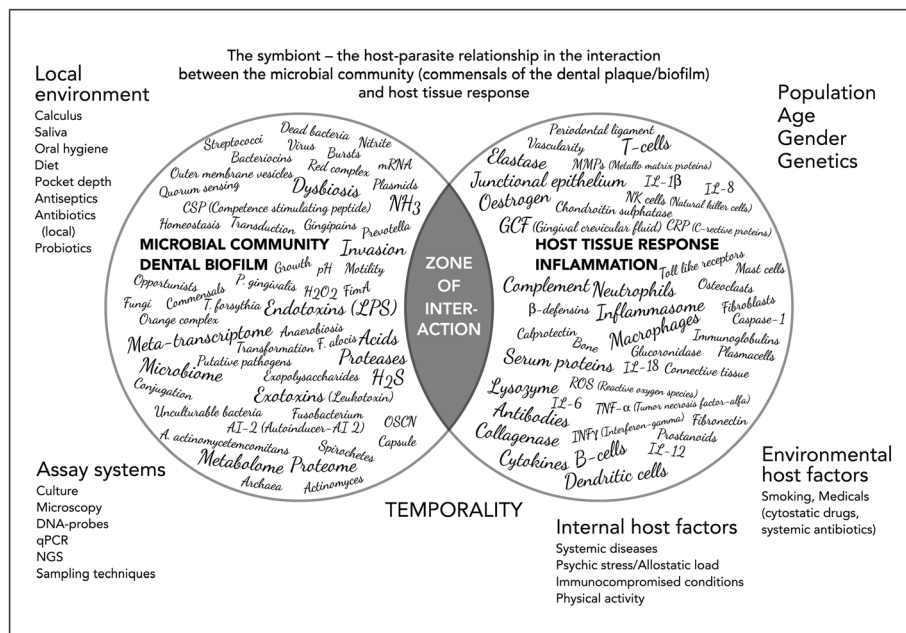 The symbiont – the host-parasite relationship in the interaction
between the microbial community (commensals of the dental plaque/biofilm)
and host tissue response
Local
environment
Calculus
Saliva
Oral hygiene
Diet
Pocket depth
Antiseptics
Antibiotics
(local)
Probiotics
Population
Age
Gender
Genetics
Dead bacteria
Streptococci
Virus
Nitrite
Bacteriocins
Bursts
Outer membrane vesicles
Red complex
mRNA
Quorum sensing
Dysbiosis
Plasmids
CSP (Competence stimulating peptide)
NH3
Homeostasis
Transduction
Gingipains
Prevotella
MICROBIAL COMMUNITY
Invasion
DENTAL BIOFILM
Growth
pH
Motility
Opportunists
P. gingivalis
H2O2
FimA
Fungi
Commensals
T. forsythia
Endotoxins (LPS)
Orange complex
Meta-transcriptome
Anaerobiosis
Transformation
F. alocis
Acids
Putative pathogens
Proteases
Microbiome
Exopolysaccharides
H2S
Conjugation
Exotoxins (Leukotoxin)
Unculturable bacteria
Fusobacterium
OSCN
AI-2 (Autoinducer-AI 2)
A. actinomycetemcomitans
Spirochetes
Capsule
Metabolome
Proteome
Archaea
Actinomyces
ZONE
OF
INTER-
ACTION
Periodontal ligament
Vascularity
T-cells
Elastase
MMPs (Metallo matrix proteins)
Junctional epithelium
IL-1β
IL-8
Oestrogen
NK cells (Natural killer cells)
Chondroitin sulphatase
GCF (Gingival crevicular fluid)
CRP (C-rective proteins)
HOST TISSUE RESPONSE
INFLAMMATION
Toll like receptors
Mast cells
Complement
Neutrophils
Osteoclasts
β-defensins
Inflammasome
Fibroblasts
Caspase-1
Calprotectin
Macrophages
Bone
Immunoglobulins
Glucoronidase
Plasmacells
Serum proteins
IL-18
Connective tissue
Lysozyme
ROS (Reactive oxygen species)
IL-6
TNF-α (Tumor necrosis factor-alfa)
Antibodies
Fibronectin
Collagenase
INFγ (Interferon-gamma)
Prostanoids
Cytokines
B-cells
IL-12
Dendritic cells
Assay systems
Culture
Microscopy
DNA-probes
qPCR
NGS
Sampling techniques
TEMPORALITY
Internal host factors
Systemic diseases
Psychic stress/Allostatic load
Immunocompromised conditions
Physical activity
Environmental
host factors
Smoking, Medicals
(cytostatic drugs,
systemic antibiotics)